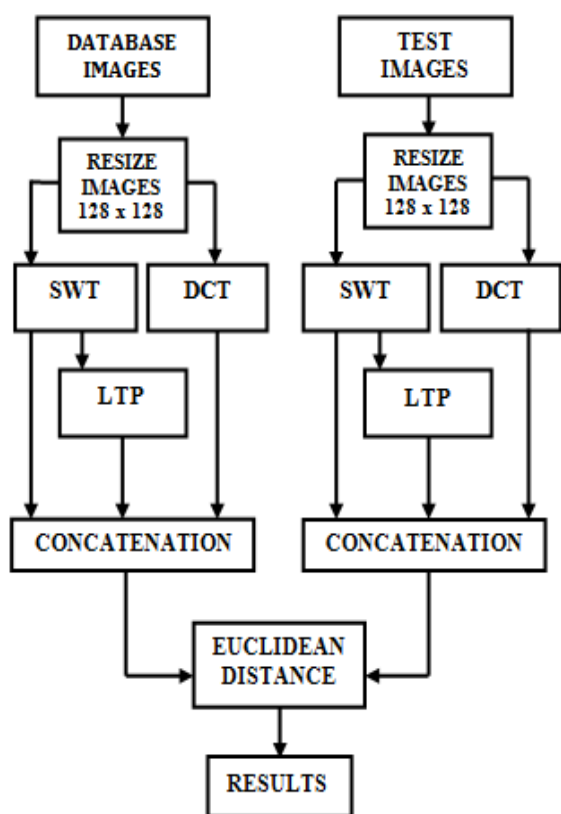 DATABASE
IMAGES
TEST
IMAGES
RESIZE
IMAGES
128 x 128
RESIZE
IMAGES
128 x 128
SWT
DCT
SWT
DCT
LTP
LTP
CONCATENATION
CONCATENATION
EUCLIDEAN
DISTANCE
RESULTS